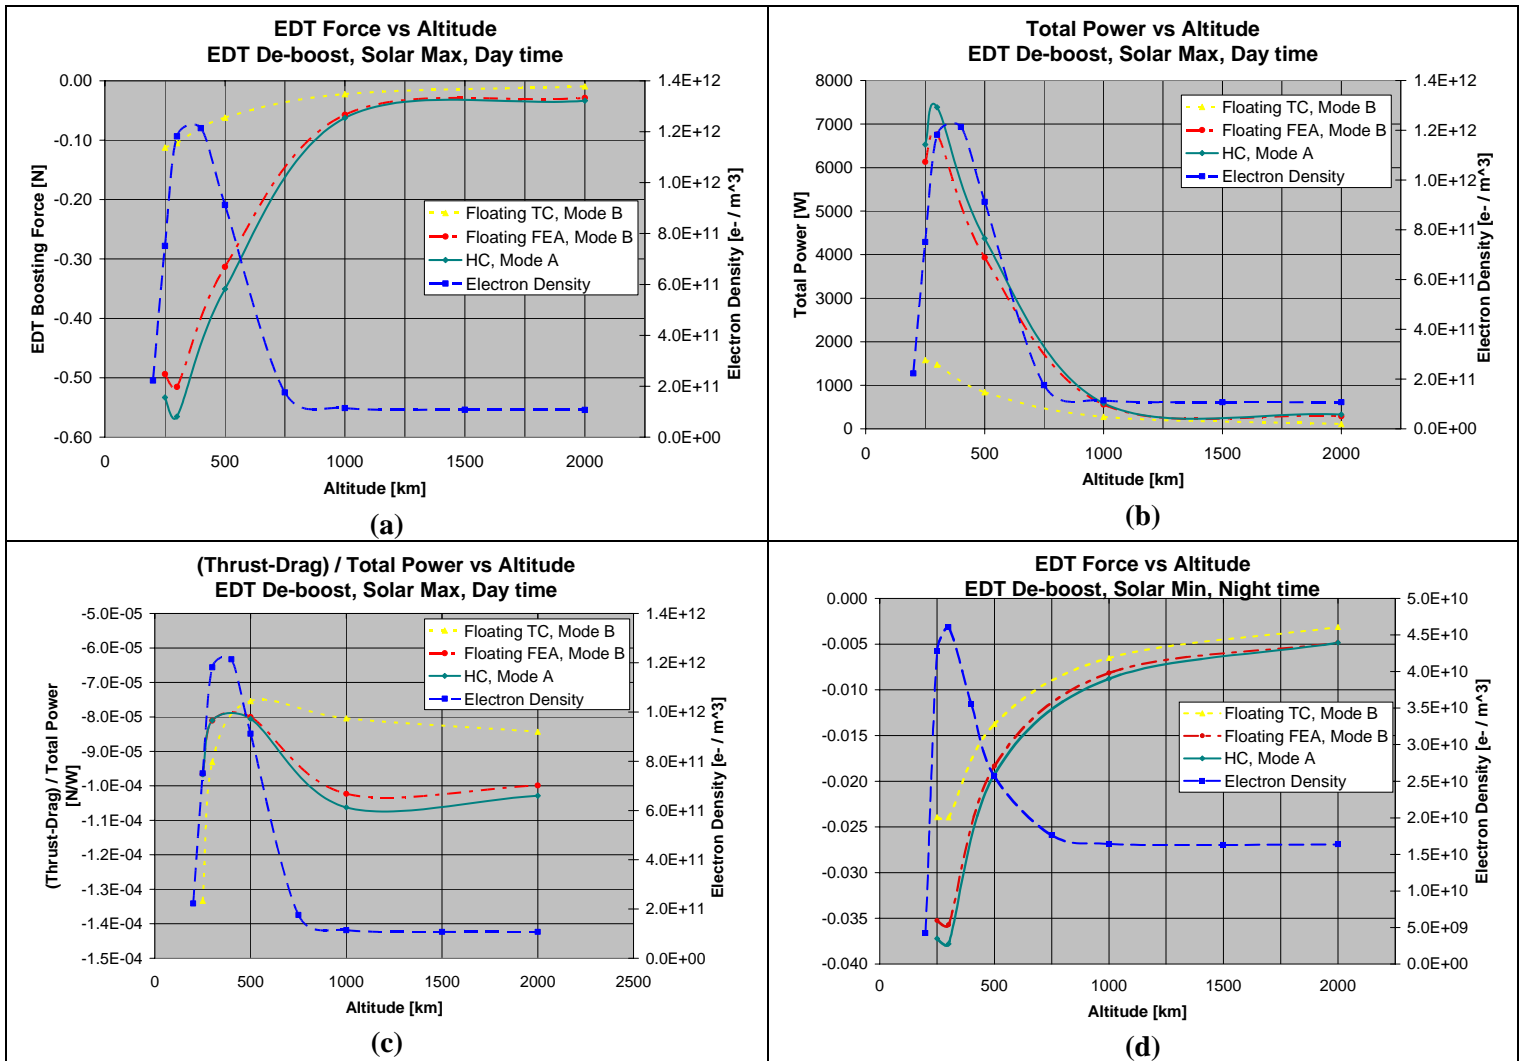 EDT Force vs Altitude
EDT De-boost, Solar Max, Day time
0.00
-0.10
-0.20
-0.30
-0.40
-0.50
-0.60
EDT Boosting Force [N]
1.4E+12
1.2E+12
1.0E+12
8.0E+11
6.0E+11
4.0E+11
2.0E+11
0.0E+00
Electron Density [e- / m^3]
Floating TC, Mode B
Floating FEA, Mode B
HC, Mode A
Electron Density
0 500 1000 1500 2000
Altitude [km]
(a)
Total Power vs Altitude
EDT De-boost, Solar Max, Day time
8000
7000
6000
5000
4000
3000
2000
1000
0
Total Power [W]
1.4E+12
1.2E+12
1.0E+12
8.0E+11
6.0E+11
4.0E+11
2.0E+11
0.0E+00
Electron Density [e- / m^3]
Floating TC, Mode B
Floating FEA, Mode B
HC, Mode A
Electron Density
0 500 1000 1500 2000
Altitude [km]
(b)
(Thrust-Drag) / Total Power vs Altitude
EDT De-boost, Solar Max, Day time
-5.0E-05
-6.0E-05
-7.0E-05
-8.0E-05
-9.0E-05
-1.0E-04
-1.1E-04
-1.2E-04
-1.3E-04
-1.4E-04
-1.5E-04
(Thrust-Drag) / Total Power
[N/W]
1.4E+12
1.2E+12
1.0E+12
8.0E+11
6.0E+11
4.0E+11
2.0E+11
0.0E+00
Electron Density [e- / m^3]
Floating TC, Mode B
Floating FEA, Mode B
HC, Mode A
Electron Density
0 500 1000 1500 2000 2500
Altitude [km]
(c)
EDT Force vs Altitude
EDT De-boost, Solar Min, Night time
0.000
-0.005
-0.010
-0.015
-0.020
-0.025
-0.030
-0.035
-0.040
EDT Boosting Force [N]
5.0E+10
4.5E+10
4.0E+10
3.5E+10
3.0E+10
2.5E+10
2.0E+10
1.5E+10
1.0E+10
5.0E+09
0.0E+00
Electron Density [e- / m^3]
Floating TC, Mode B
Floating FEA, Mode B
HC, Mode A
Electron Density
0 500 1000 1500 2000
Altitude [km]
(d)